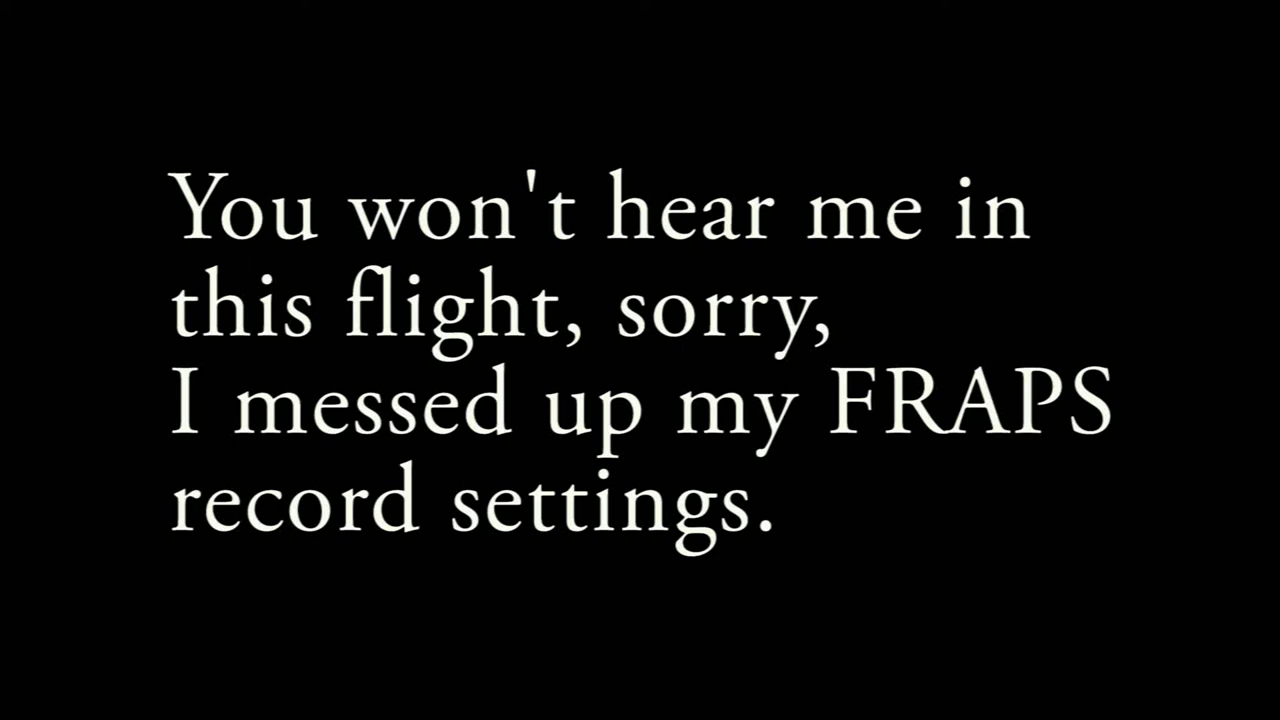 You won't hear me in
this flight, sorry,
I messed up my FRAPS
record settings.